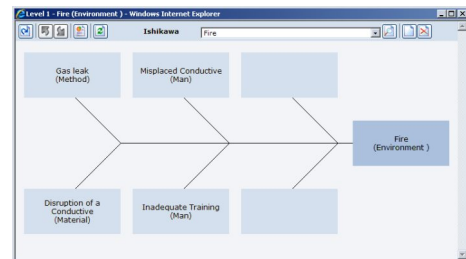 Level 1 - Fire (Environment ) - Windows Internet Explorer
Ishikawa
Fire
Gas leak
(Method)
Misplaced Conductive
(Man)
Fire
(Environment )
Disruption of a
Conductive
(Material)
Inadequate Training
(Man)